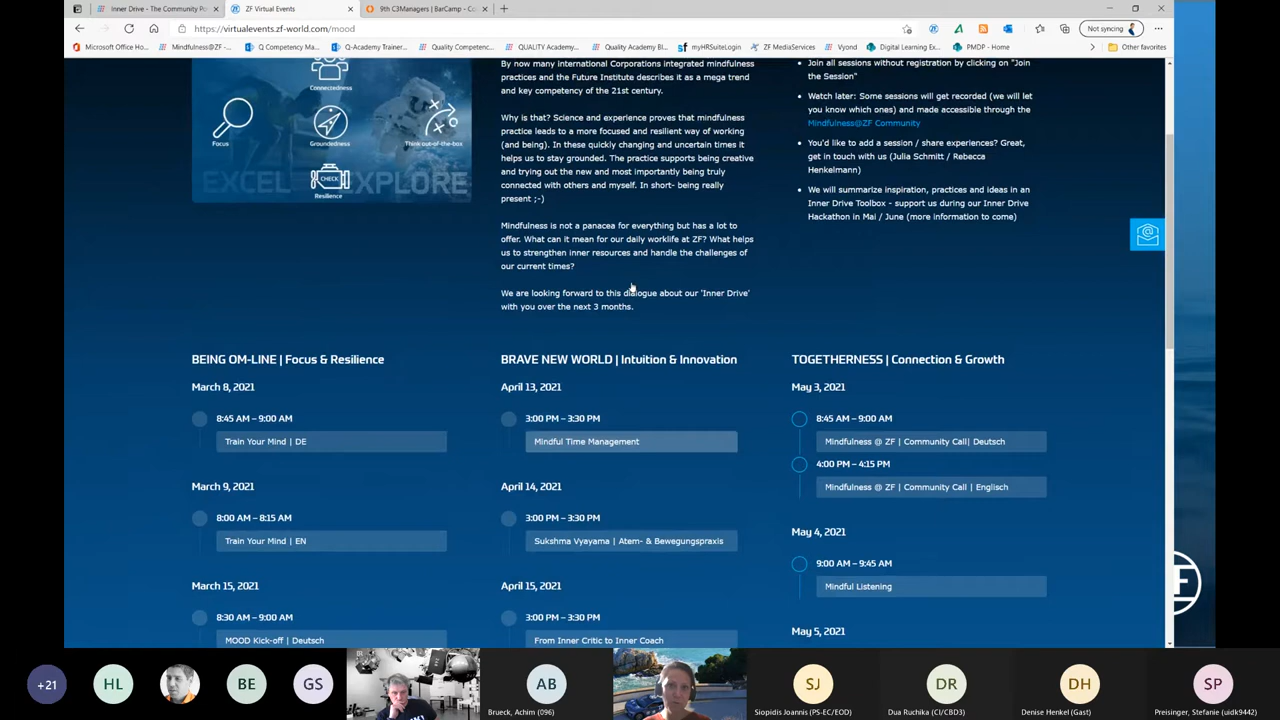 Inner Drive - The Community Po
ZF Virtual Events
9th C3Managers | BarCamp - Co
https://virtualevents.zf-world.com/mood
Not syncing
Microsoft Office Ho...
Mindfulness@ZF -...
Q Competency Ma...
Q-Academy Trainer...
Quality Competenc...
QUALITY Academy...
Quality Academy Bi...
myHRSuiteLogin
ZF MediaServices
Vyond
Digital Learning Ex...
PMDP - Home
Other favorites
Connectedness
Focus
Groundedness
Think out-of-the-box
CHECK
Resilience
EXCEL
EXPLORE
By now many international Corporations integrated mindfulness
practices and the Future Institute describes it as a mega trend
and key competency of the 21st century.
Why is that? Science and experience proves that mindfulness
practice leads to a more focused and resilient way of working
(and being). In these quickly changing and uncertain times it
helps us to stay grounded. The practice supports being creative
and trying out the new and most importantly being truly
connected with others and myself. In short- being really
present ;-)
Mindfulness is not a panacea for everything but has a lot to
offer. What can it mean for our daily worklife at ZF? What helps
us to strengthen inner resources and handle the challenges of
our current times?
We are looking forward to this dialogue about our 'Inner Drive'
with you over the next 3 months.
Join all sessions without registration by clicking on "Join
the Session"
Watch later: Some sessions will get recorded (we will let
you know which ones) and made accessible through the
Mindfulness@ZF Community
You'd like to add a session / share experiences? Great,
get in touch with us (Julia Schmitt / Rebecca
Henkelmann)
We will summarize inspiration, practices and ideas in an
Inner Drive Toolbox - support us during our Inner Drive
Hackathon in Mai / June (more information to come)
BEING OM-LINE | Focus & Resilience
March 8, 2021
8:45 AM – 9:00 AM
Train Your Mind | DE
March 9, 2021
8:00 AM – 8:15 AM
Train Your Mind | EN
March 15, 2021
8:30 AM – 9:00 AM
MOOD Kick-off | Deutsch
BRAVE NEW WORLD | Intuition & Innovation
April 13, 2021
3:00 PM – 3:30 PM
Mindful Time Management
April 14, 2021
3:00 PM – 3:30 PM
Sukshma Vyayama | Atem- & Bewegungspraxis
April 15, 2021
3:00 PM – 3:30 PM
From Inner Critic to Inner Coach
TOGETHERNESS | Connection & Growth
May 3, 2021
8:45 AM – 9:00 AM
Mindfulness @ ZF | Community Call| Deutsch
4:00 PM – 4:15 PM
Mindfulness @ ZF | Community Call | Englisch
May 4, 2021
9:00 AM – 9:45 AM
Mindful Listening
May 5, 2021
+21
HL
BE
GS
AB
Brueck, Achim (096)
SJ
Siopidis Joannis (PS-EC/EOD)
DR
Dua Ruchika (CI/CBD3)
DH
Denise Henkel (Gast)
SP
Preisinger, Stefanie (uidk9442)